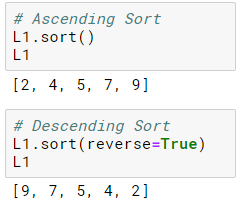 # Ascending Sort
L1.sort()
L1
[2, 4, 5, 7, 9]
# Descending Sort
L1.sort(reverse=True)
L1
[9, 7, 5, 4, 2]